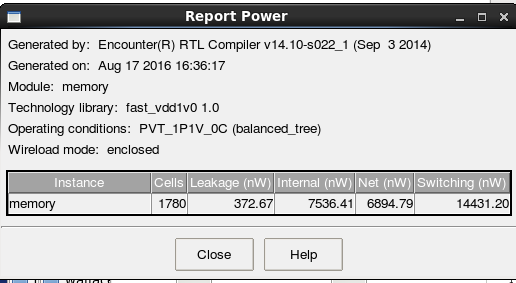 Report Power
Generated by: Encounter(R) RTL Compiler v14.10-s022_1 (Sep 3 2014)
Generated on: Aug 17 2016 16:36:17
Module: memory
Technology library: fast_vdd1v0 1.0
Operating conditions: PVT_1P1V_0C (balanced_tree)
Wireload mode: enclosed
Instance Cells Leakage (nW) Internal (nW) Net (nW) Switching (nW)
memory 1780 372.67 7536.41 6894.79 14431.20
Close Help